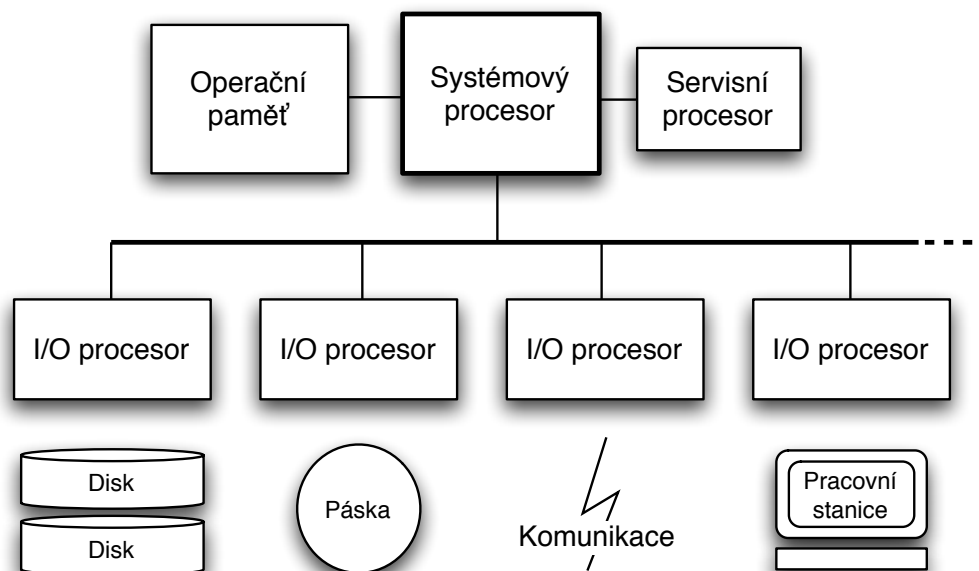 Operační
paměť
Systémový
procesor
Servisní
procesor
I/O procesor
I/O procesor
I/O procesor
I/O procesor
Disk
Disk
Páska
Komunikace
Pracovní
stanice